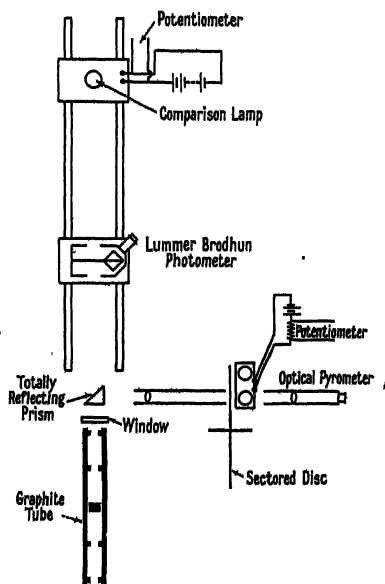 Potentiometer
Comparison Lamp
Lummer Brodhun
Photometer
Potentiometer
Totally
Reflecting
Prism
Optical Pyrometer
Window
Sectored Disc
Graphite
Tube